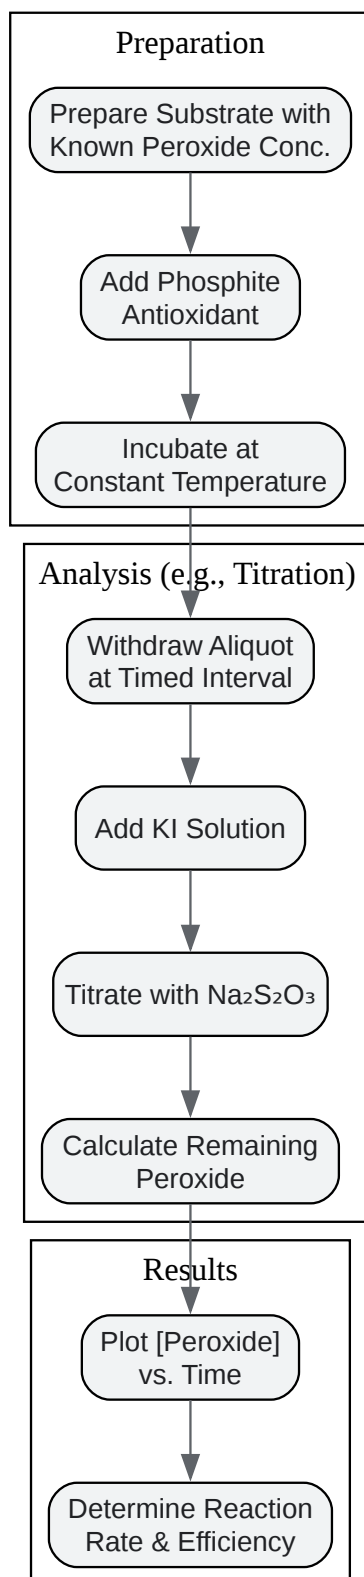 Preparation
Prepare Substrate with
Known Peroxide Conc.
Add Phosphite
Antioxidant
Incubate at
Constant Temperature
Analysis (e.g., Titration)
Withdraw Aliquot
at Timed Interval
Add KI Solution
Titrate with Na₂S₂O₃
Calculate Remaining
Peroxide
Results
Plot [Peroxide]
vs. Time
Determine Reaction
Rate & Efficiency